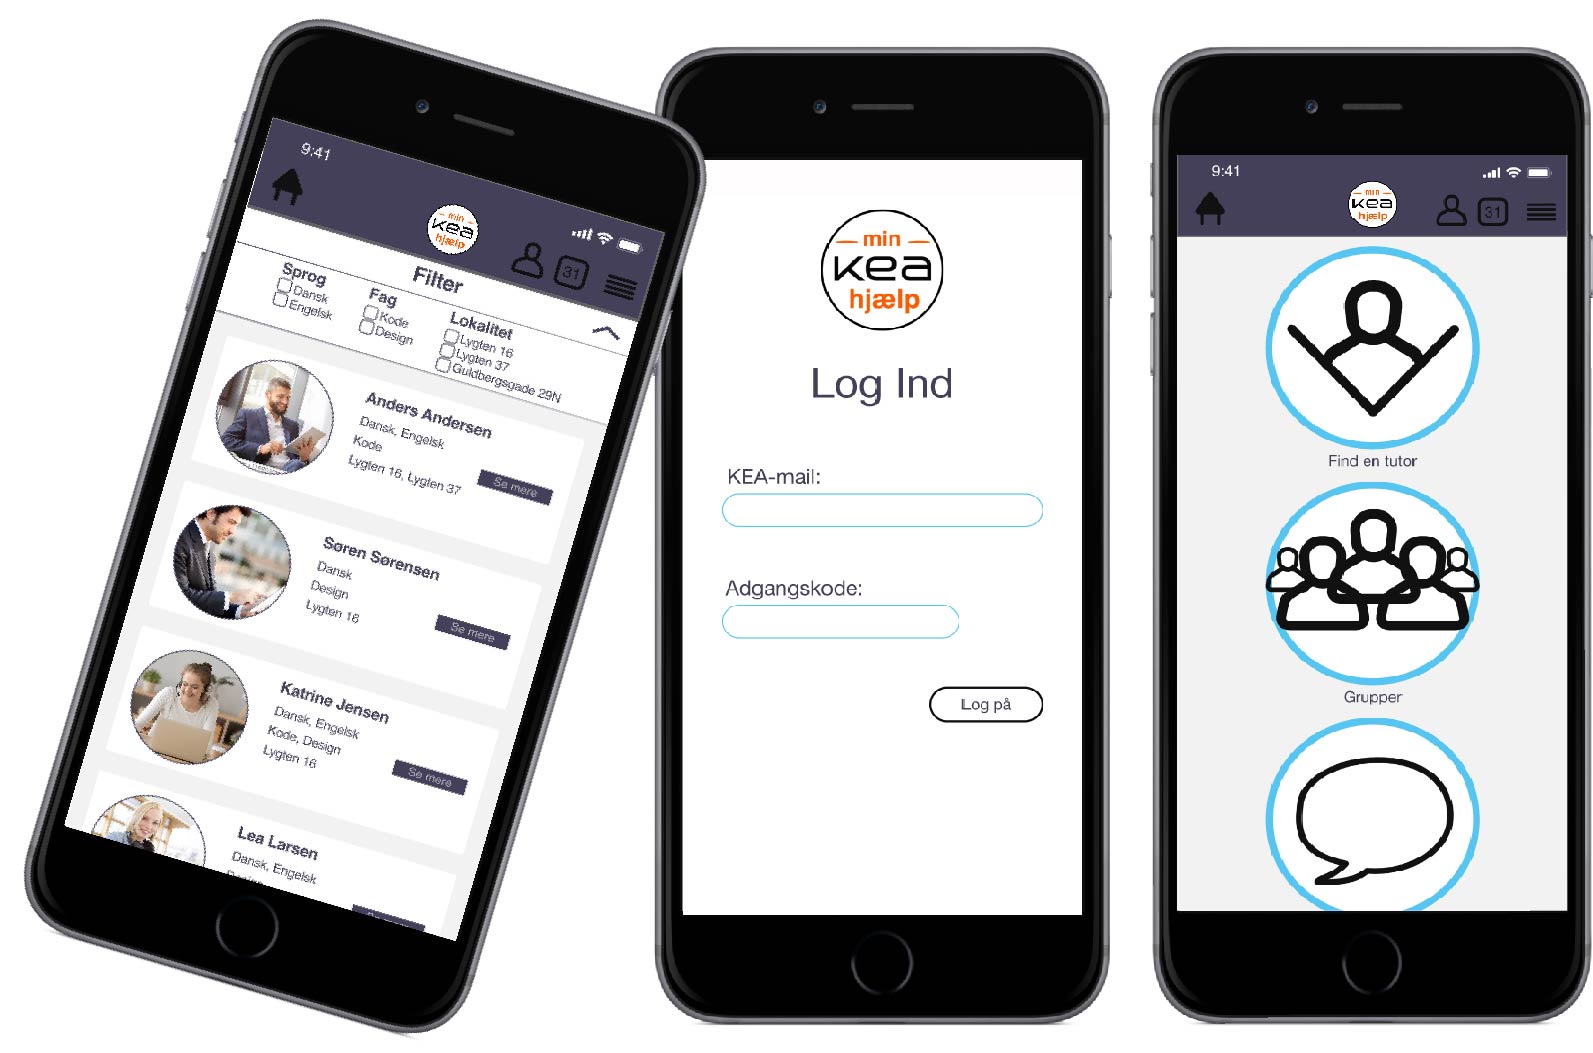 9:41
min
kea
hjælp
31
Filter
Sprog
Dansk
Engelsk
Fag
Kode
Design
Lokalitet
Lygten 16
Lygten 37
Guldbergsgade 29N
Anders Andersen
Dansk, Engelsk
Kode
Lygten 16, Lygten 37
Se mere
Søren Sørensen
Dansk
Design
Lygten 16
Se mere
Katrine Jensen
Dansk, Engelsk
Kode, Design
Lygten 16
Se mere
Lea Larsen
Dansk, Engelsk
min
kea
hjælp
Log Ind
KEA-mail:
Adgangskode:
Log på
9:41
min
kea
hjælp
31
Find en tutor
Grupper